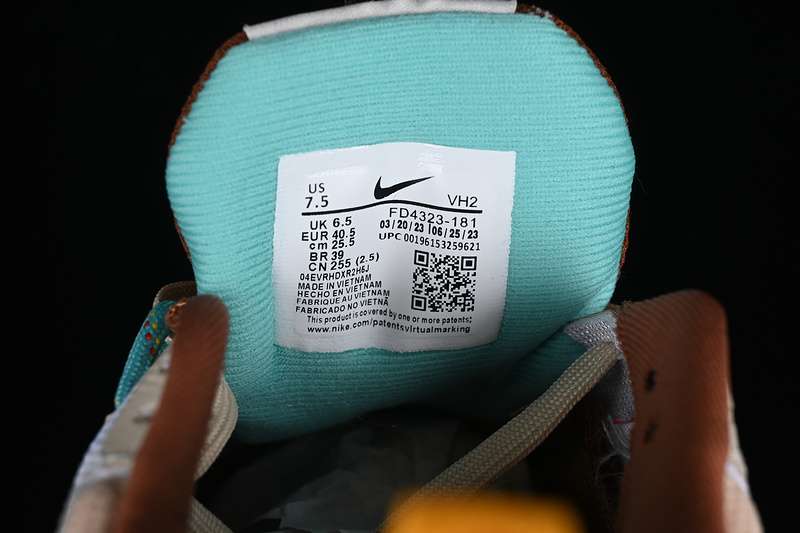 US
7.5
VH2
UK 6.5
FD4323-181
EUR 40.5
03/20/23 06/25/23
cm 25.5
UPC 00196153259621
BR 39
CN 255 (2.5)
04EVRHDXR2H5J
MADE IN VIETNAM
HECHO EN VIETNAM
FABRIQUE AU VIETNAM
FABRICADO NO VIETNÃ
This product is covered by one or more patents:
www.nike.com/patentsvirtualmarking